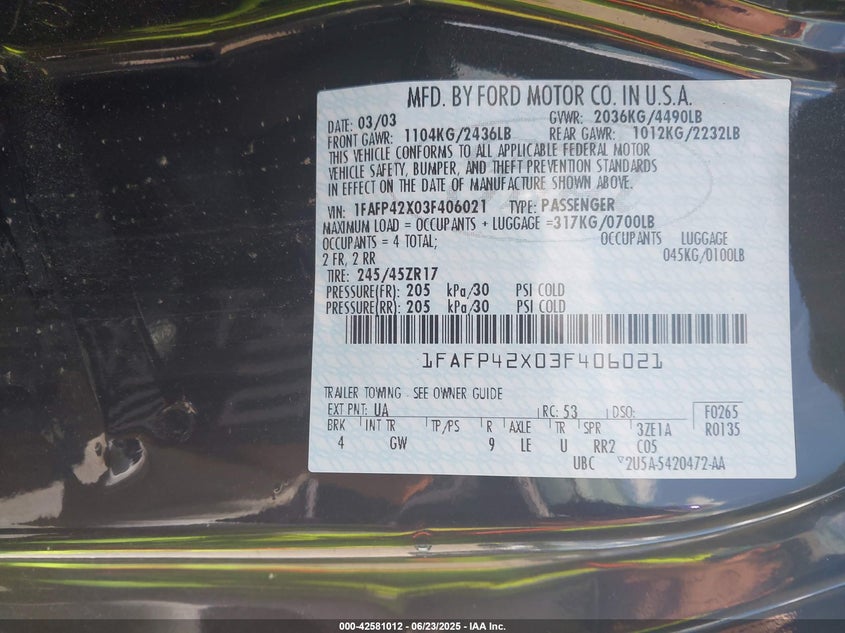 MFD. BY FORD MOTOR CO. IN U.S.A.
DATE: 03/03 GVWR: 2036KG/4490LB
FRONT GAWR: 1104KG/2436LB REAR GAWR: 1012KG/2232LB
THIS VEHICLE CONFORMS TO ALL APPLICABLE FEDERAL MOTOR
VEHICLE SAFETY, BUMPER, AND THEFT PREVENTION STANDARDS
IN EFFECT ON THE DATE OF MANUFACTURE SHOWN ABOVE.
VIN: 1FAFP42X03F406021 TYPE: PASSENGER
MAXIMUM LOAD = OCCUPANTS + LUGGAGE =317KG/0700LB
OCCUPANTS = 4 TOTAL; OCCUPANTS LUGGAGE
2 FR, 2 RR 045KG/0100LB
TIRE: 245/45ZR17
PRESSURE(FR): 205 kPa/30 PSI COLD
PRESSURE(RR): 205 kPa/30 PSI COLD
1FAFP42X03F406021
TRAILER TOWING - SEE OWNER GUIDE
EXT PNT: UA RC: 53 DSO: F0265
BRK INT TR TP/PS R AXLE TR SPR 3ZE1A R0135
4 GW 9 LE U RR2 C05
UBC 2U5A-5420472-AA
000-42581012 - 06/23/2025 - IAA Inc.